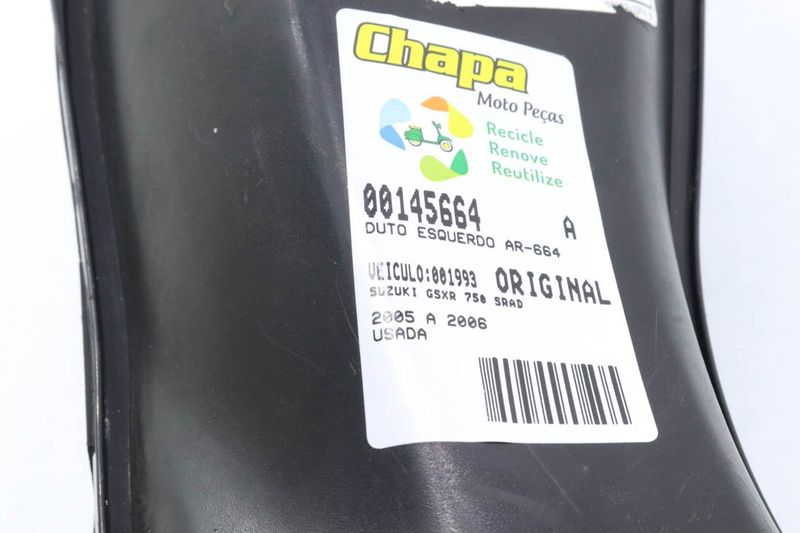 Chapa
Moto Peças
Recicle
Renove
Reutilize
00145664 A
DUTO ESQUERDO AR-664
VEICULO:001993 ORIGINAL
SUZUKI GSXR 750 SRAD
2005 A 2006
USADA